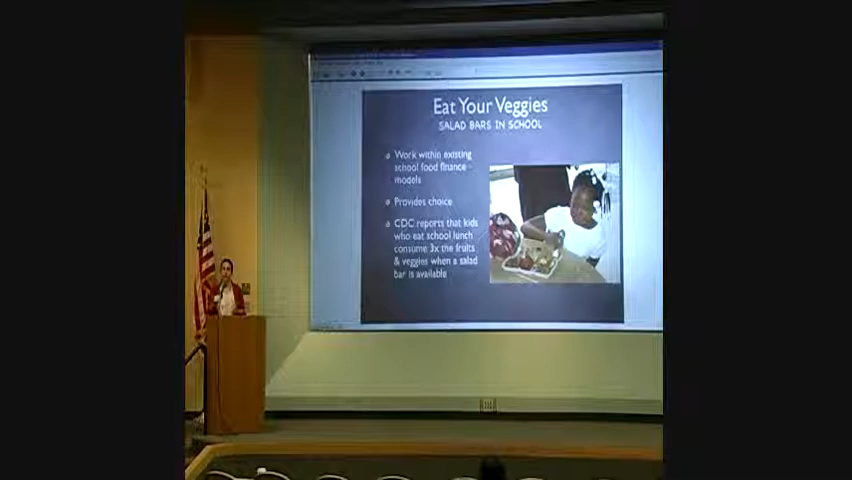 Eat Your Veggies
SALAD BARS IN SCHOOL
Work within existing
school food finance
models
Provides choice
CDC reports that kids
who eat school lunch
consume 3x the fruits
& veggies when a salad
bar is available